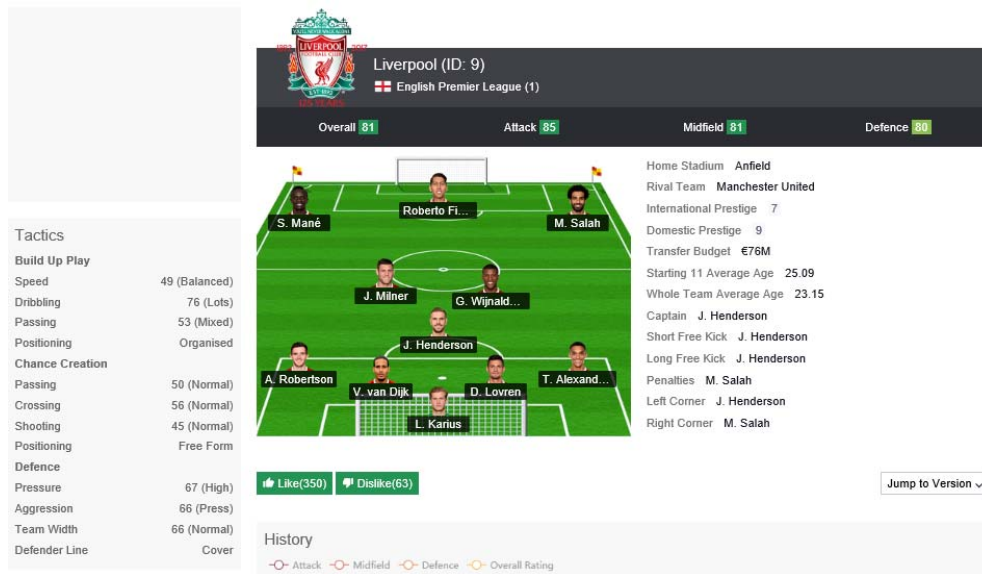 LIVERPOOL
Liverpool (ID: 9)
English Premier League (1)
Overall 81
Attack 85
Midfield 81
Defence 80
S. Mané
Roberto Fi...
M. Salah
J. Milner
G. Wijnald...
J. Henderson
A. Robertson
V. van Dijk
D. Lovren
T. Alexand...
L. Karius
Home Stadium Anfield
Rival Team Manchester United
International Prestige 7
Domestic Prestige 9
Transfer Budget €76M
Starting 11 Average Age 25.09
Whole Team Average Age 23.15
Captain J. Henderson
Short Free Kick J. Henderson
Long Free Kick J. Henderson
Penalties M. Salah
Left Corner J. Henderson
Right Corner M. Salah
Tactics
Build Up Play
Speed 49 (Balanced)
Dribbling 76 (Lots)
Passing 53 (Mixed)
Positioning Organised
Chance Creation
Passing 50 (Normal)
Crossing 56 (Normal)
Shooting 45 (Normal)
Positioning Free Form
Defence
Pressure 67 (High)
Aggression 66 (Press)
Team Width 66 (Normal)
Defender Line Cover
Like(350)
Dislike(63)
Jump to Version
History
Attack Midfield Defence Overall Rating